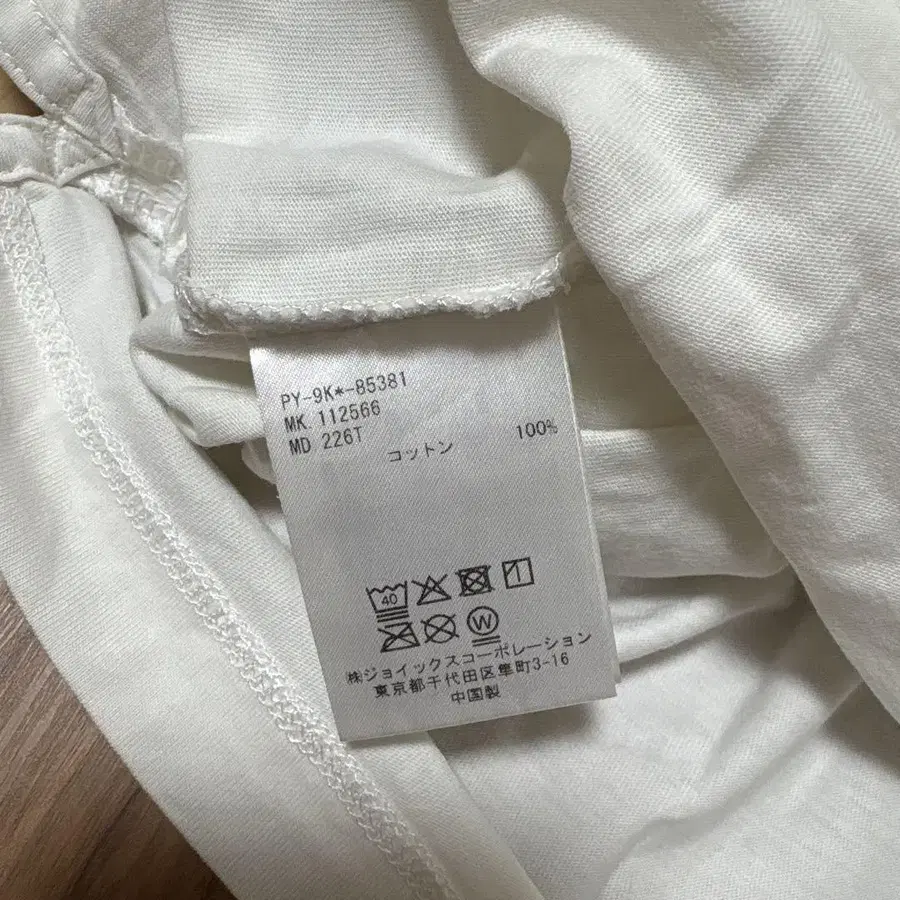 PY-9K*-85381
MK. 112566
MD 226T
コットン 100%
40
W
㈱ジョイックスコーポレーション
東京都千代田区隼町3-16
中国製